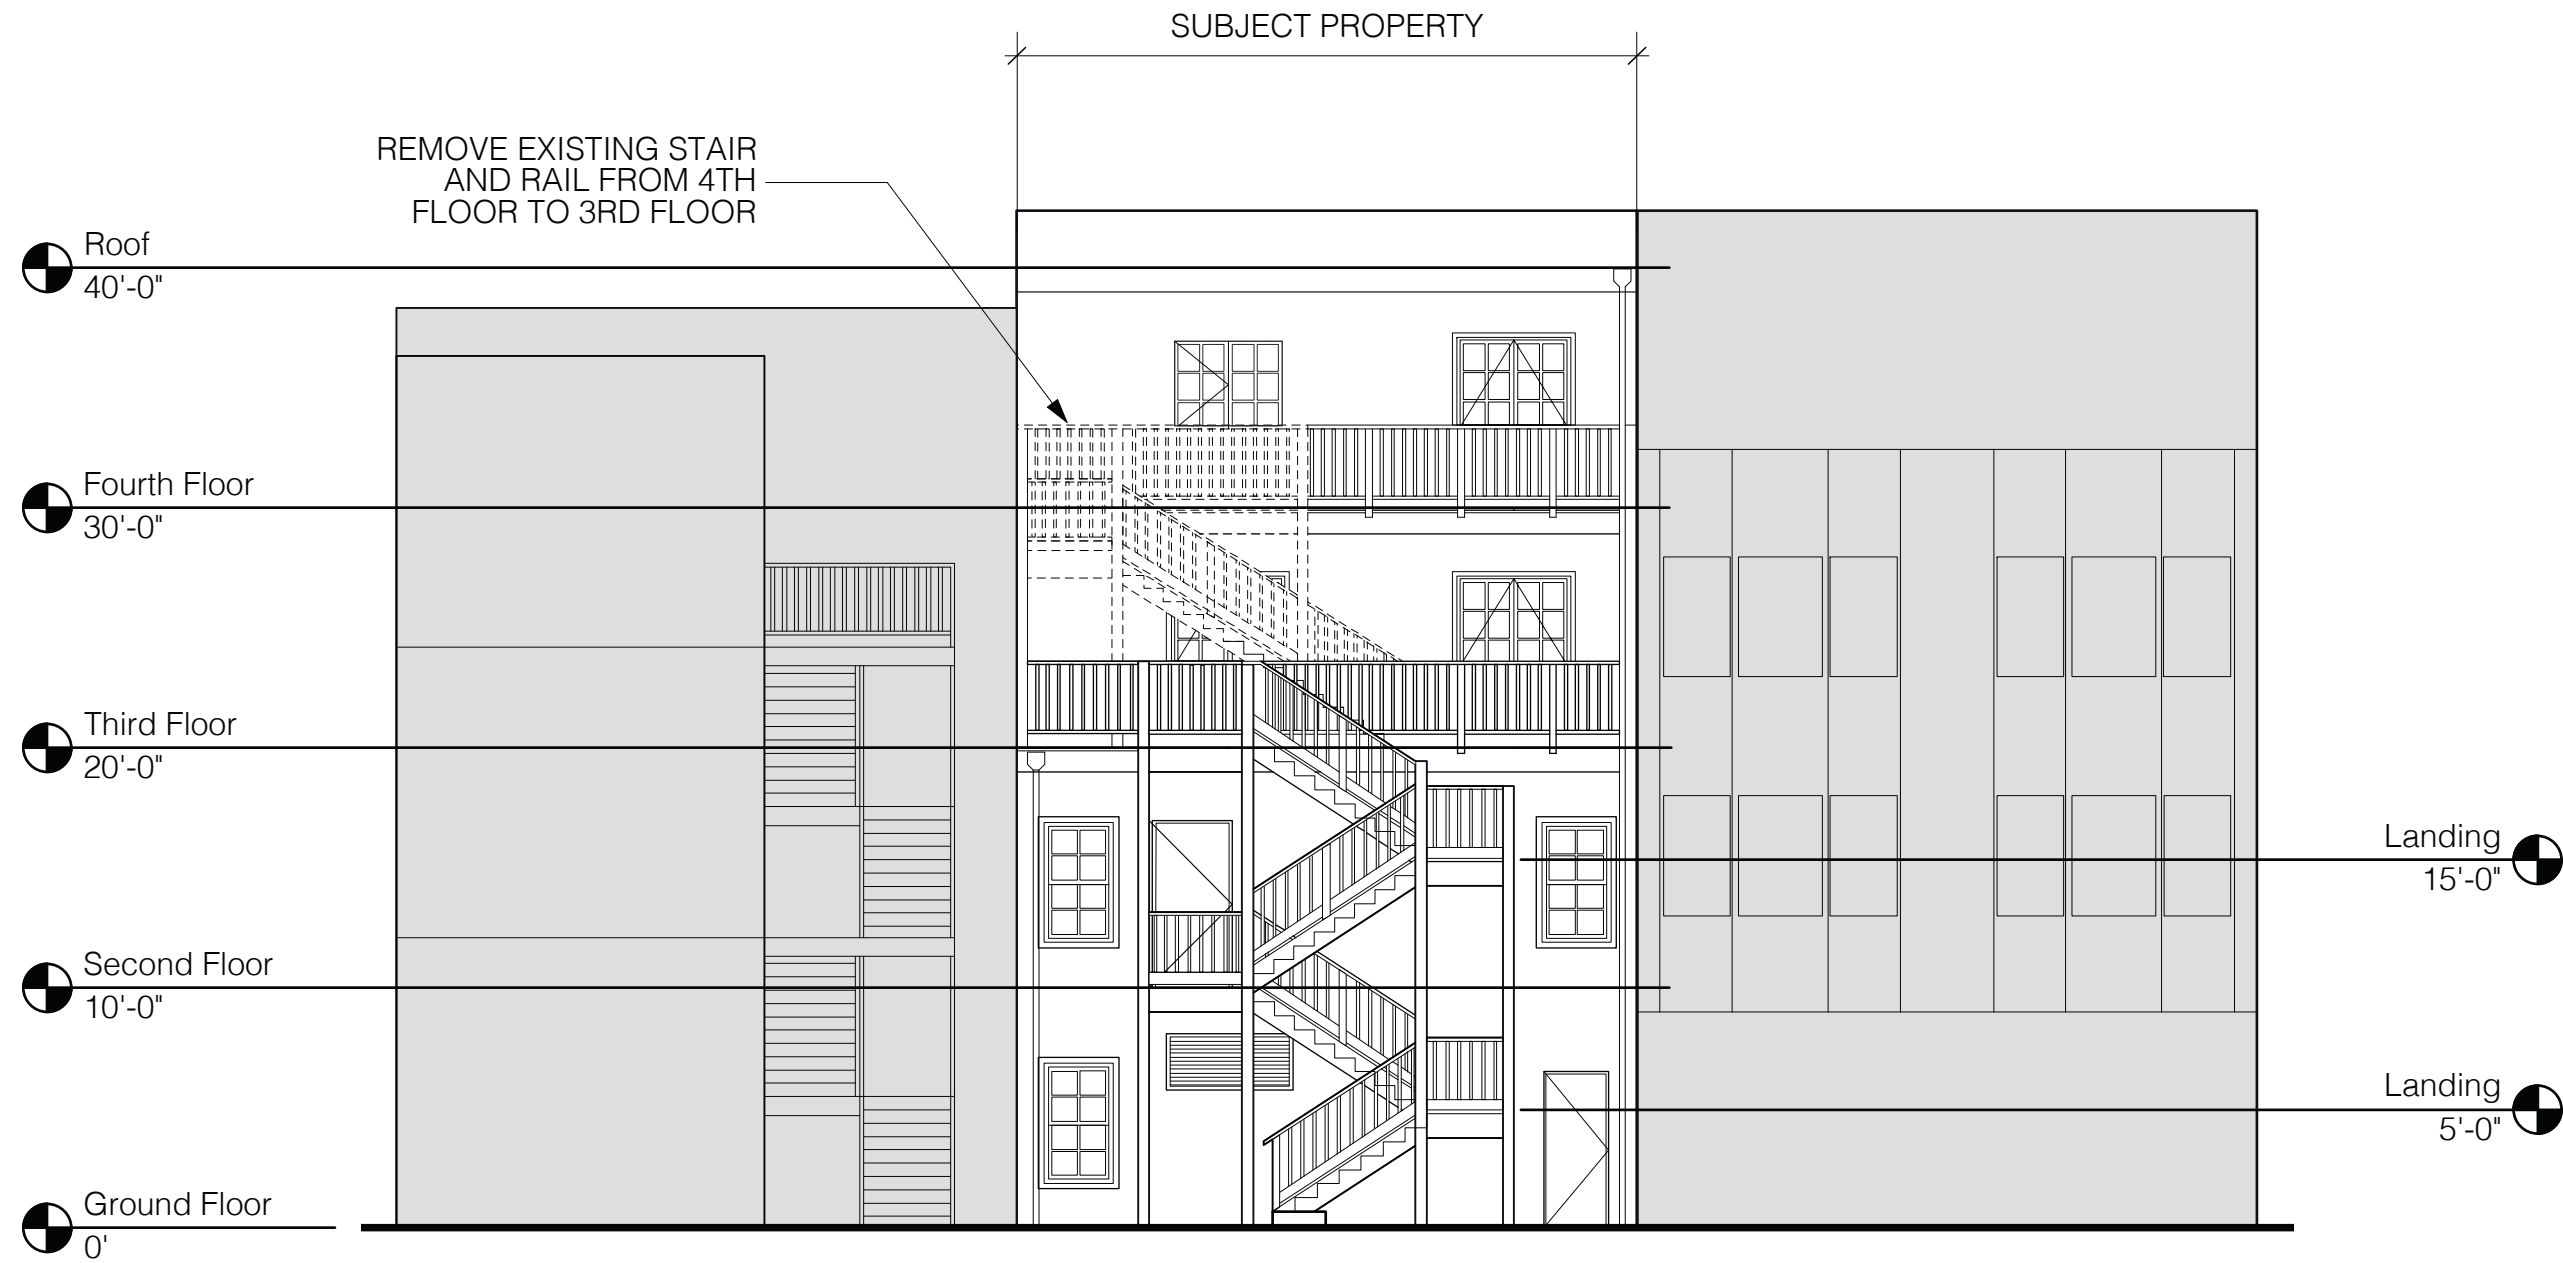 SUBJECT PROPERTY
REMOVE EXISTING STAIR
AND RAIL FROM 4TH
FLOOR TO 3RD FLOOR
Roof
40'-0"
Fourth Floor
30'-0"
Third Floor
20'-0"
Landing
15'-0"
Second Floor
10'-0"
Landing
5'-0"
Ground Floor
0'